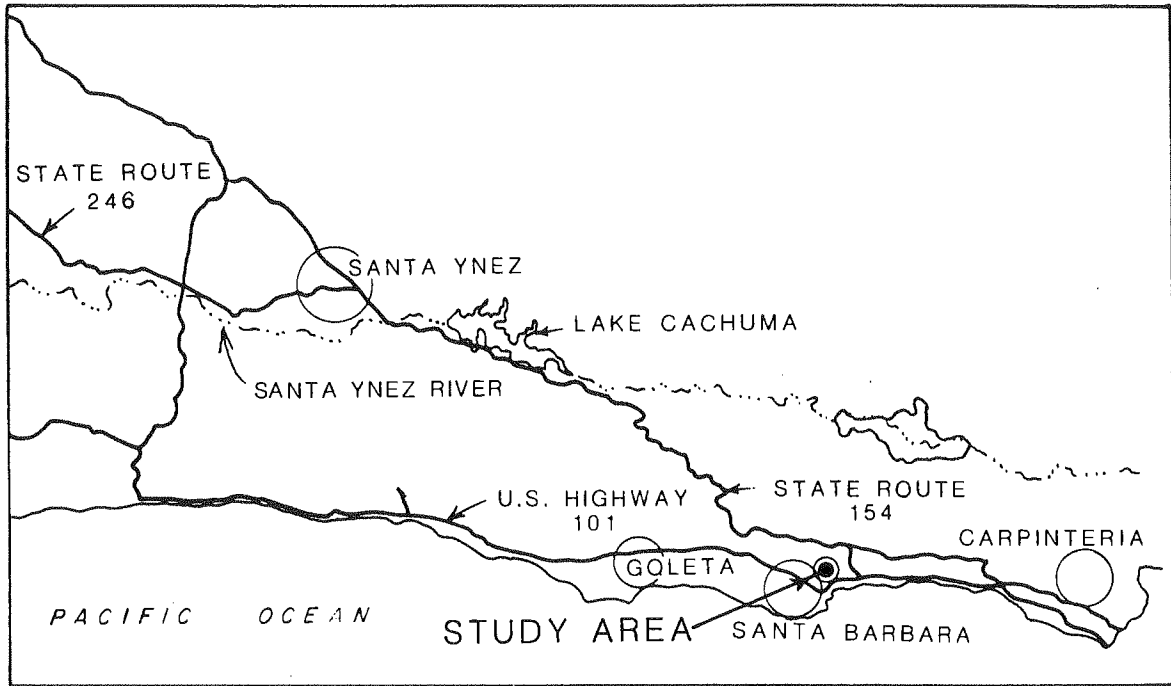 STATE ROUTE
246
SANTA YNEZ
LAKE CACHUMA
SANTA YNEZ RIVER
U.S. HIGHWAY
101
STATE ROUTE
154
CARPINTERIA
GOLETA
PACIFIC OCEAN
STUDY AREA
SANTA BARBARA